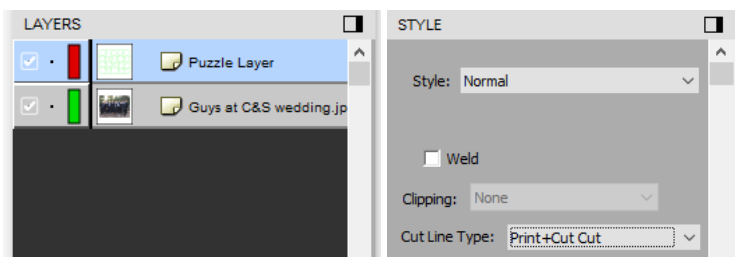 LAYERS
Puzzle Layer
Guys at C&S wedding.jp
STYLE
Style: Normal
Weld
Clipping: None
Cut Line Type: Print+Cut Cut